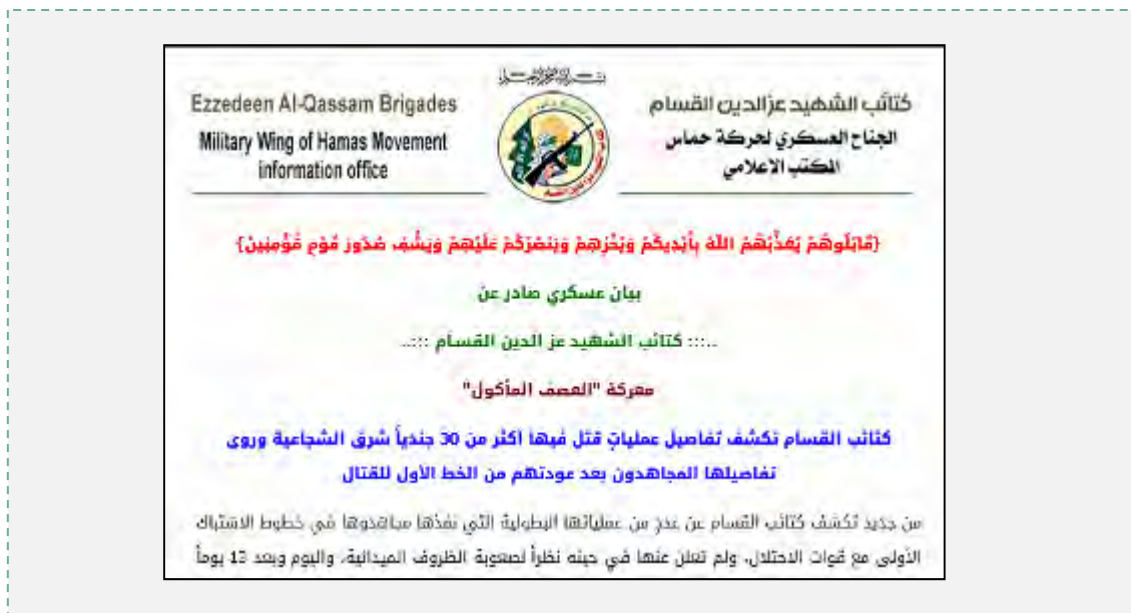 Ezzedeen Al-Qassam Brigades
Military Wing of Hamas Movement
information office
كتائب الشهيد عزالدين القسام
الجناح العسكري لحركة حماس
المكتب الاعلامي
{قَاتِلُوهُمْ يُعَذِّبْهُمُ اللّهُ بِأَيْدِيكُمْ وَيُخْزِهِمْ وَيَنصُرْكُمْ عَلَيْهِمْ وَيَشْفِ صُدُورَ قَوْمٍ مُّؤْمِنِينَ}
بيان عسكري صادر عن
..::: كتائب الشهيد عز الدين القسام :::..
معركة "العصف المأكول"
كتائب القسام تكشف تفاصيل عملياتٍ قتل فيها أكثر من 30 جندياً شرق الشجاعية وروى
تفاصيلها المجاهدون بعد عودتهم من الخط الأول للقتال
من جديد تكشف كتائب القسام عن عددٍ من عملياتها البطولية التي نفذها مجاهدوها في خطوط الاشتباك
الأولى مع قوات الاحتلال، ولم تعلن عنها في حينه نظراً لصعوبة الظروف الميدانية، واليوم وبعد يوماً